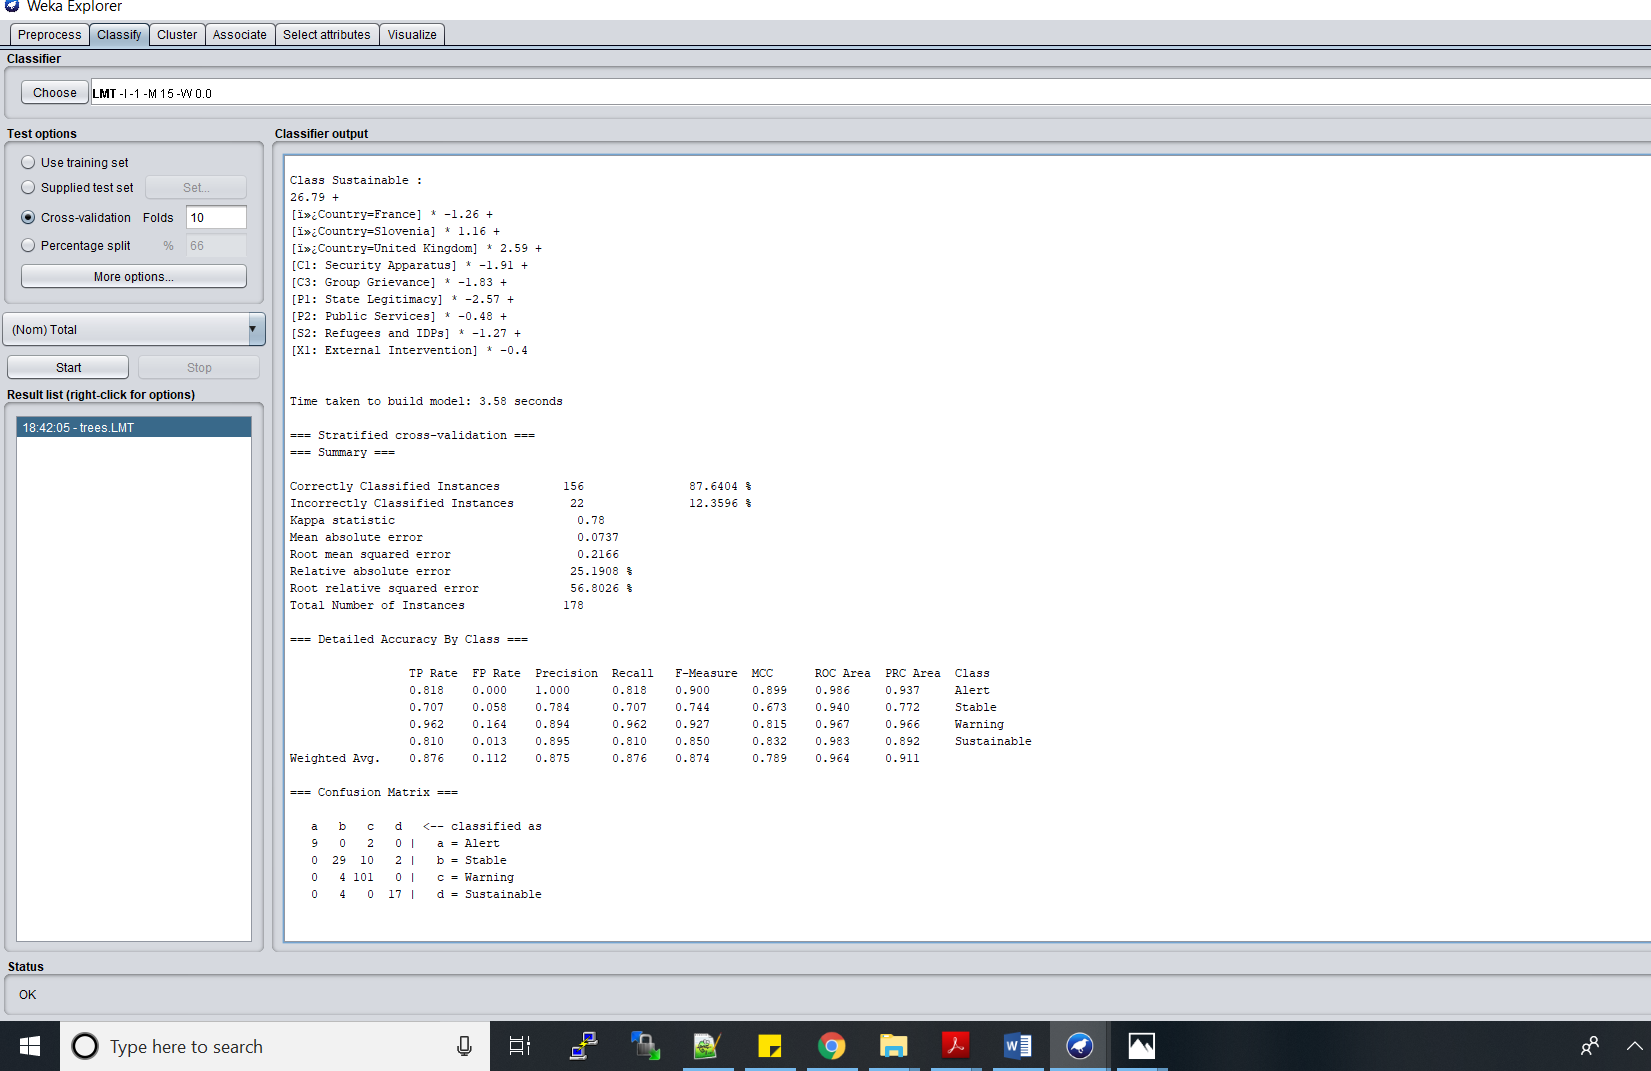 Weka Explorer
Preprocess Classify Cluster Associate Select attributes Visualize
Classifier
Choose LMT -I -1 -M 15 -W 0.0
Test options
Use training set
Supplied test set Set...
Cross-validation Folds 10
Percentage split % 66
More options...
(Nom) Total
Start Stop
Result list (right-click for options)
18:42:05 - trees.LMT
Classifier output
Class Sustainable :
26.79 +
[ï»¿Country=France] * -1.26 +
[ï»¿Country=Slovenia] * 1.16 +
[ï»¿Country=United Kingdom] * 2.59 +
[C1: Security Apparatus] * -1.91 +
[C3: Group Grievance] * -1.83 +
[P1: State Legitimacy] * -2.57 +
[P2: Public Services] * -0.48 +
[S2: Refugees and IDPs] * -1.27 +
[X1: External Intervention] * -0.4
Time taken to build model: 3.58 seconds
=== Stratified cross-validation ===
=== Summary ===
Correctly Classified Instances 156 87.6404 %
Incorrectly Classified Instances 22 12.3596 %
Kappa statistic 0.78
Mean absolute error 0.0737
Root mean squared error 0.2166
Relative absolute error 25.1908 %
Root relative squared error 56.8026 %
Total Number of Instances 178
=== Detailed Accuracy By Class ===
TP Rate FP Rate Precision Recall F-Measure MCC ROC Area PRC Area Class
0.818 0.000 1.000 0.818 0.900 0.899 0.986 0.937 Alert
0.707 0.058 0.784 0.707 0.744 0.673 0.940 0.772 Stable
0.962 0.164 0.894 0.962 0.927 0.815 0.967 0.966 Warning
0.810 0.013 0.895 0.810 0.850 0.832 0.983 0.892 Sustainable
Weighted Avg. 0.876 0.112 0.875 0.876 0.874 0.789 0.964 0.911
=== Confusion Matrix ===
a b c d <-- classified as
9 0 2 0 | a = Alert
0 29 10 2 | b = Stable
0 4 101 0 | c = Warning
0 4 0 17 | d = Sustainable
Status
OK
Type here to search